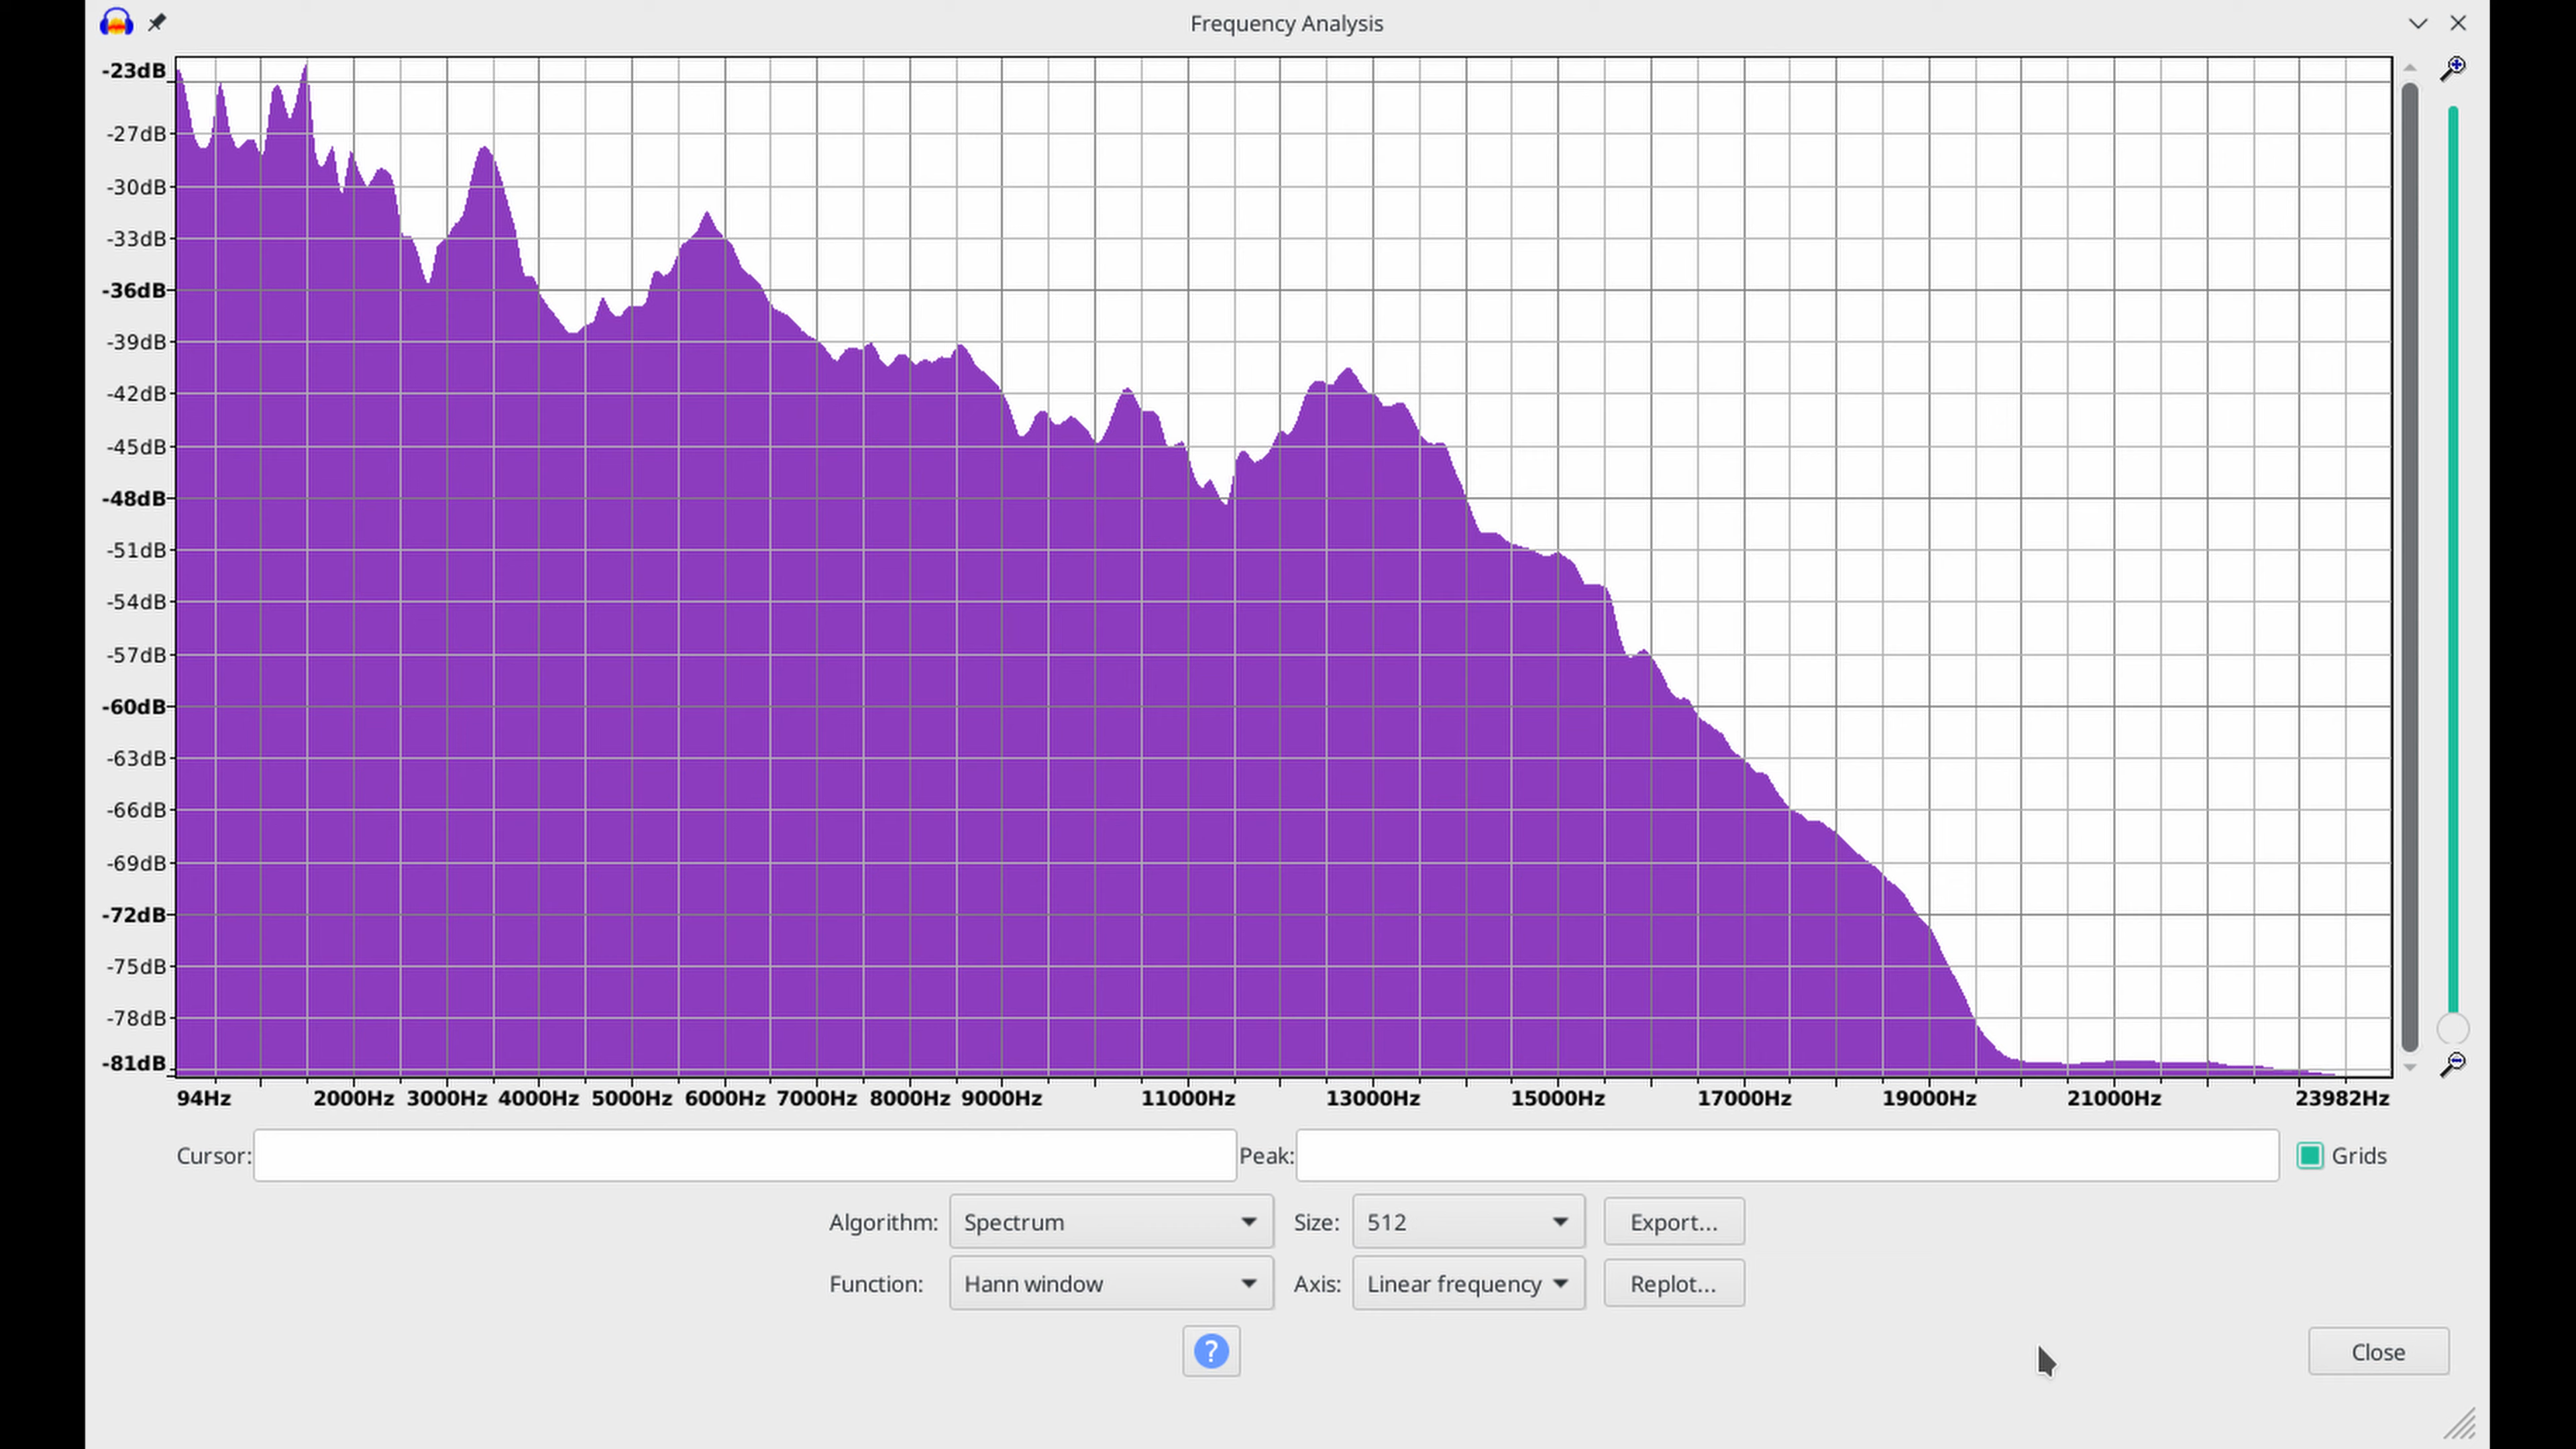 Frequency Analysis
-23dB
-27dB
-30dB
-33dB
-36dB
-39dB
-42dB
-45dB
-48dB
-51dB
-54dB
-57dB
-60dB
-63dB
-66dB
-69dB
-72dB
-75dB
-78dB
-81dB
94Hz 2000Hz 3000Hz 4000Hz 5000Hz 6000Hz 7000Hz 8000Hz 9000Hz 11000Hz 13000Hz 15000Hz 17000Hz 19000Hz 21000Hz 23982Hz
Cursor: Peak: Grids
Algorithm: Spectrum Size: 512 Export...
Function: Hann window Axis: Linear frequency Replot...
? Close